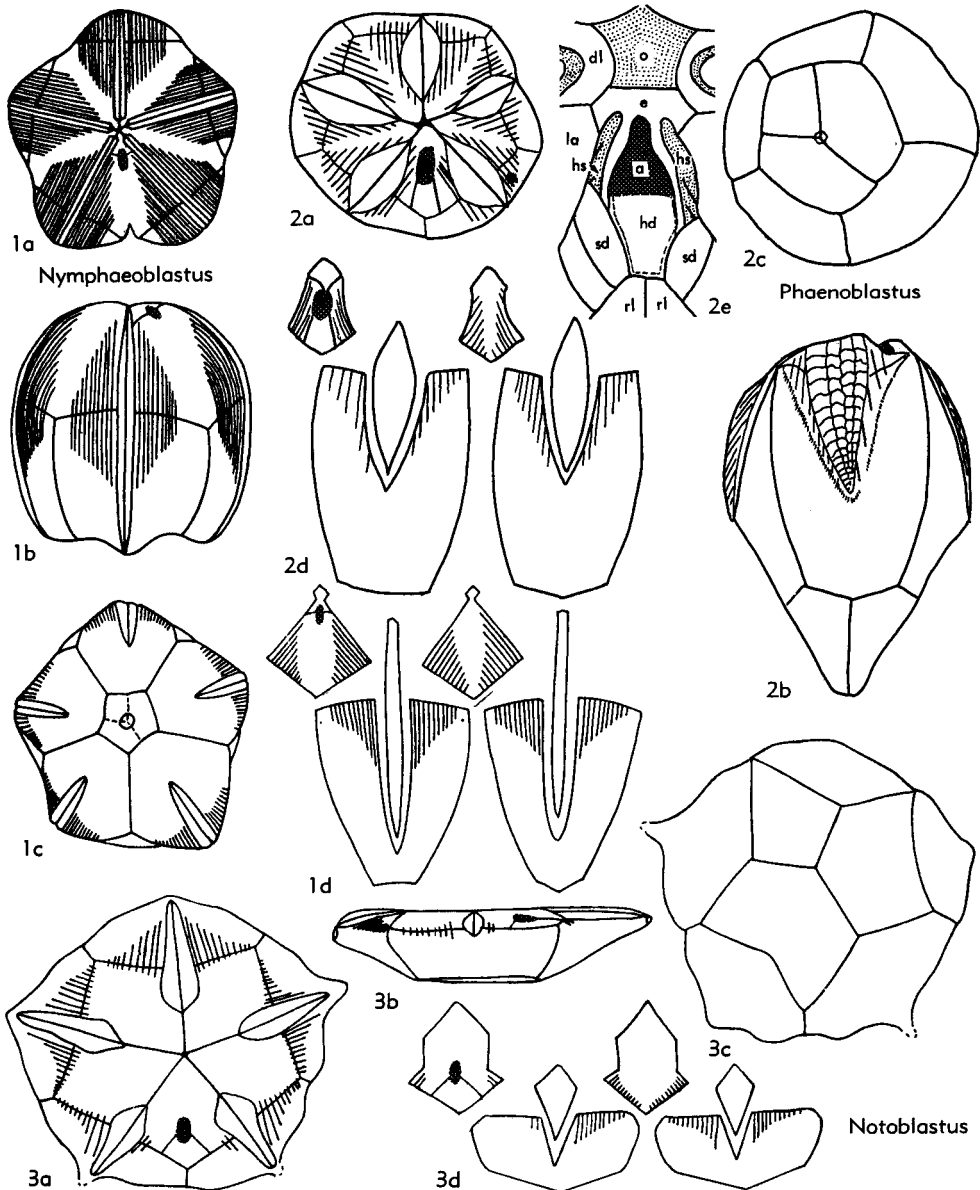 1a
Nymphaeoblastus
2a
dl
o
e
la
hs
a
hs
hd
sd
sd
rl
rl
2e
2c
Phaenoblastus
1b
2d
2b
1c
1d
3a
3b
3c
3d
Notoblastus